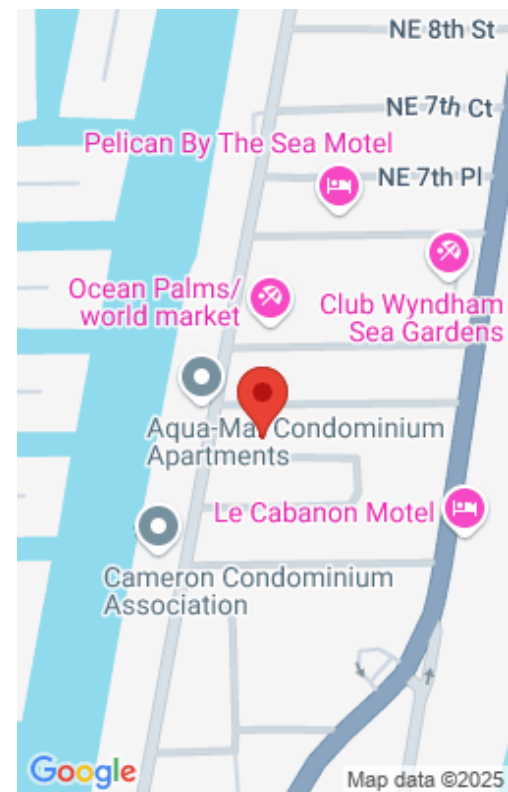 NE 8th St
NE 7th Ct
Pelican By The Sea Motel
NE 7th Pl
Ocean Palms/
world market
Club Wyndham
Sea Gardens
Aqua-Mar Condominium
Apartments
Le Cabanon Motel
Cameron Condominium
Association
Google
Map data ©2025